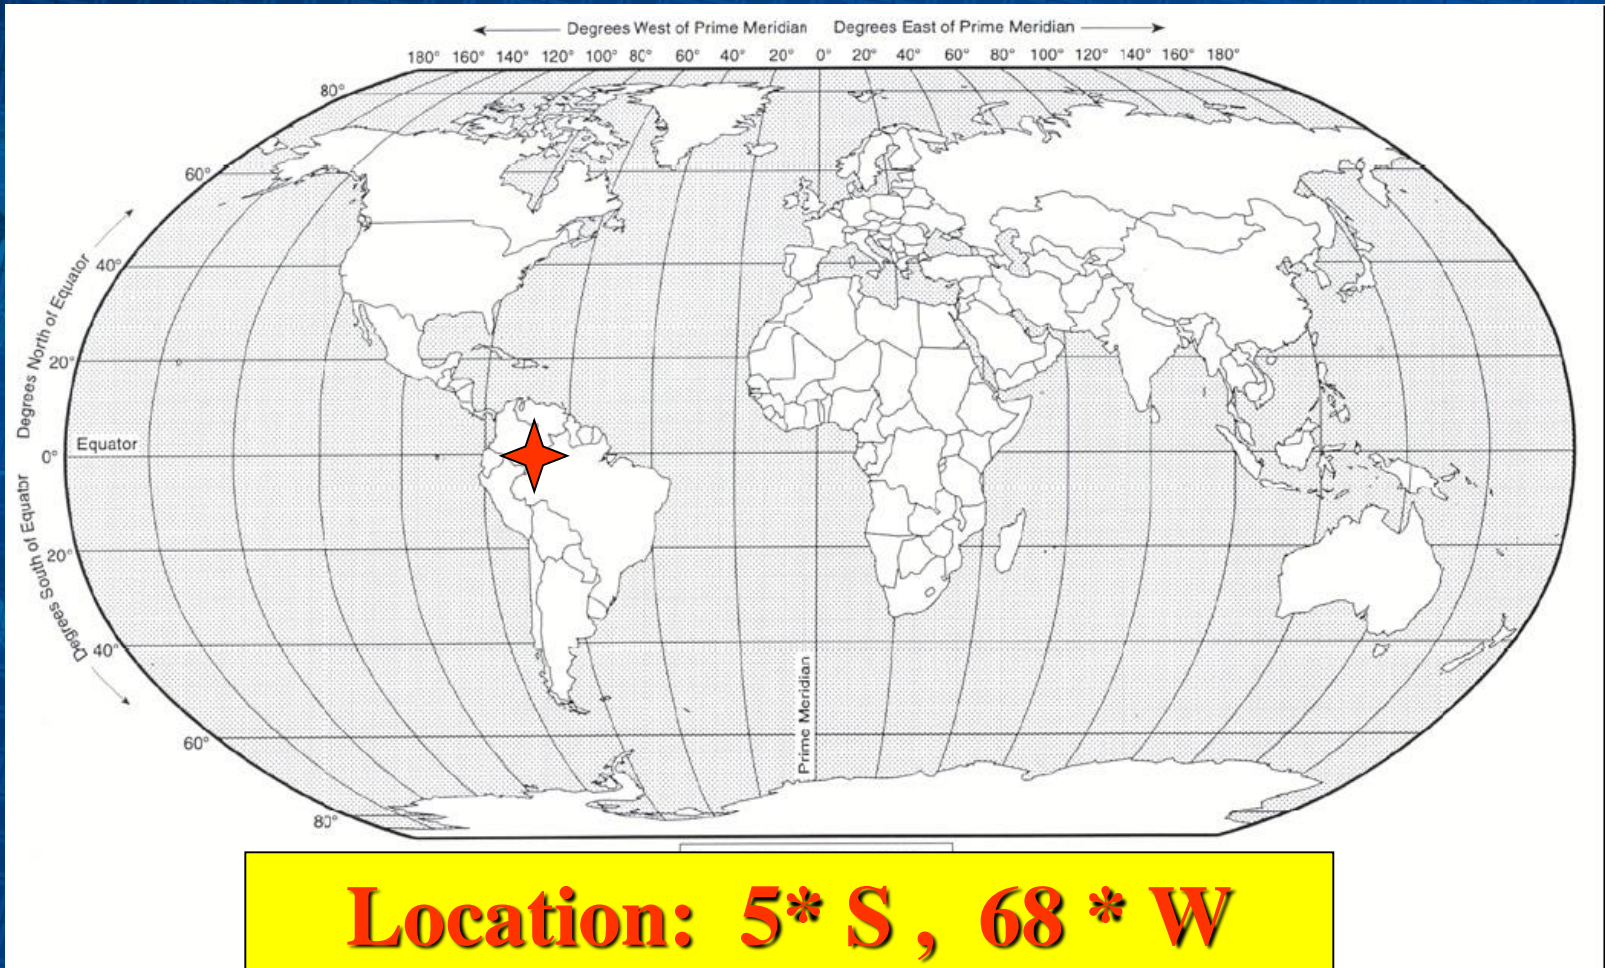 Degrees West of Prime Meridian Degrees East of Prime Meridian
180° 160° 140° 120° 100° 80° 60° 40° 20° 0° 20° 40° 60° 80° 100° 120° 140° 160° 180°
80°
60°
40°
20°
Degrees North of Equator
Equator
0°
Degrees South of Equator
20°
40°
60°
80°
Prime Meridian
Location: 5* S , 68 * W